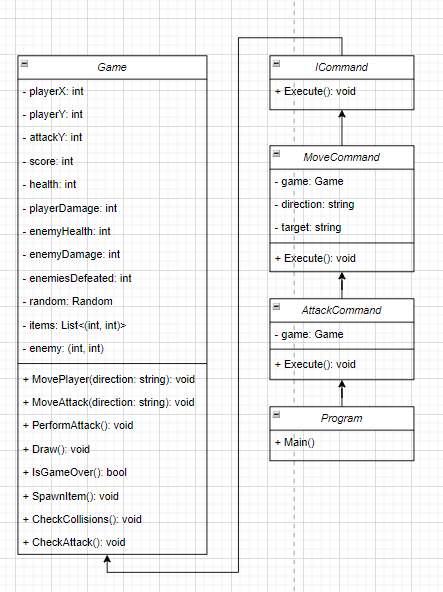 Game
- playerX: int
- playerY: int
- attackY: int
- score: int
- health: int
- playerDamage: int
- enemyHealth: int
- enemyDamage: int
- enemiesDefeated: int
- random: Random
- items: List<(int, int)>
- enemy: (int, int)
+ MovePlayer(direction: string): void
+ MoveAttack(direction: string): void
+ PerformAttack(): void
+ Draw(): void
+ IsGameOver(): bool
+ SpawnItem(): void
+ CheckCollisions(): void
+ CheckAttack(): void
ICommand
+ Execute(): void
MoveCommand
- game: Game
- direction: string
- target: string
+ Execute(): void
AttackCommand
- game: Game
+ Execute(): void
Program
+ Main()